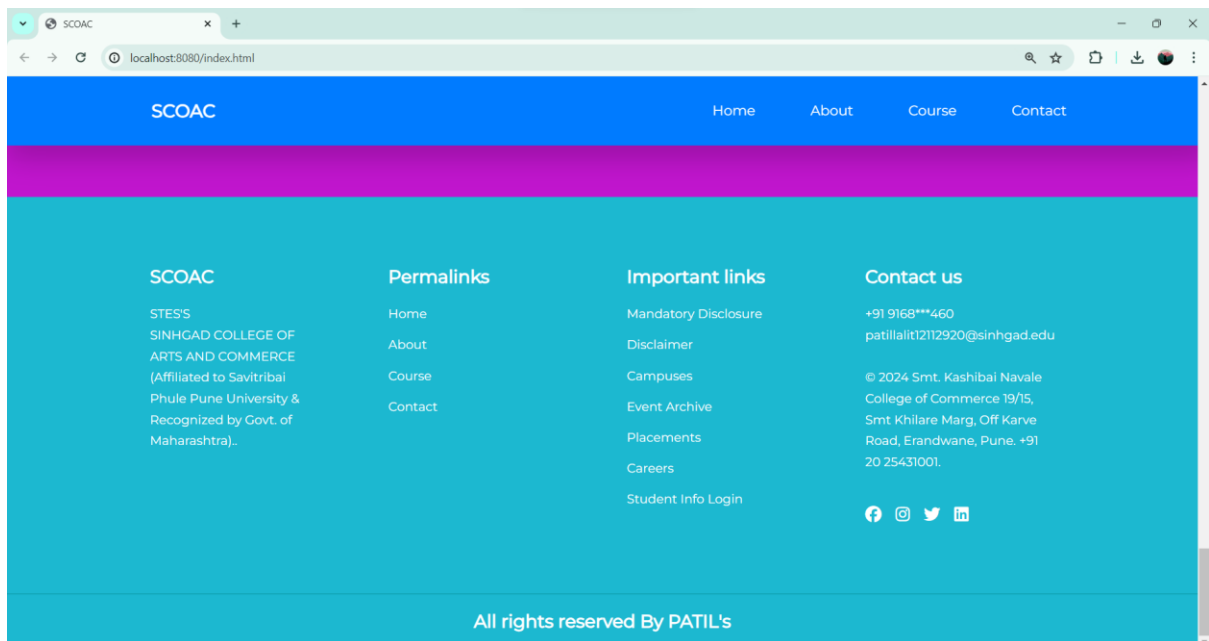 SCOAC
localhost:8080/index.html
SCOAC
Home
About
Course
Contact
SCOAC
STES'S
SINHGAD COLLEGE OF
ARTS AND COMMERCE
(Affiliated to Savitribai
Phule Pune University &
Recognized by Govt. of
Maharashtra)..
Permalinks
Home
About
Course
Contact
Important links
Mandatory Disclosure
Disclaimer
Campuses
Event Archive
Placements
Careers
Student Info Login
Contact us
+91 9168***460
patillalit12112920@sinhgad.edu
© 2024 Smt. Kashibai Navale
College of Commerce 19/15,
Smt Khilare Marg, Off Karve
Road, Erandwane, Pune. +91
20 25431001.
All rights reserved By PATIL's